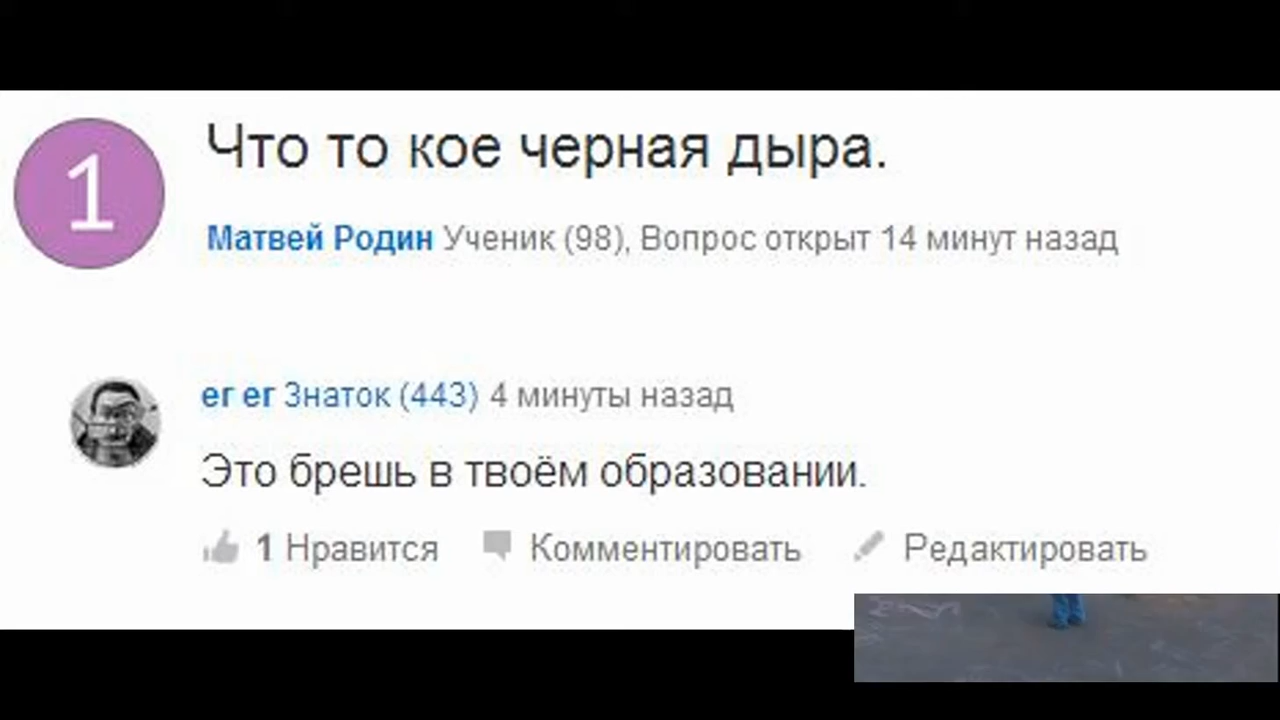 1
Что то кое черная дыра.
Матвей Родин Ученик (98), Вопрос открыт 14 минут назад
ег ег Знаток (443) 4 минуты назад
Это брешь в твоём образовании.
1 Нравится Комментировать Редактировать